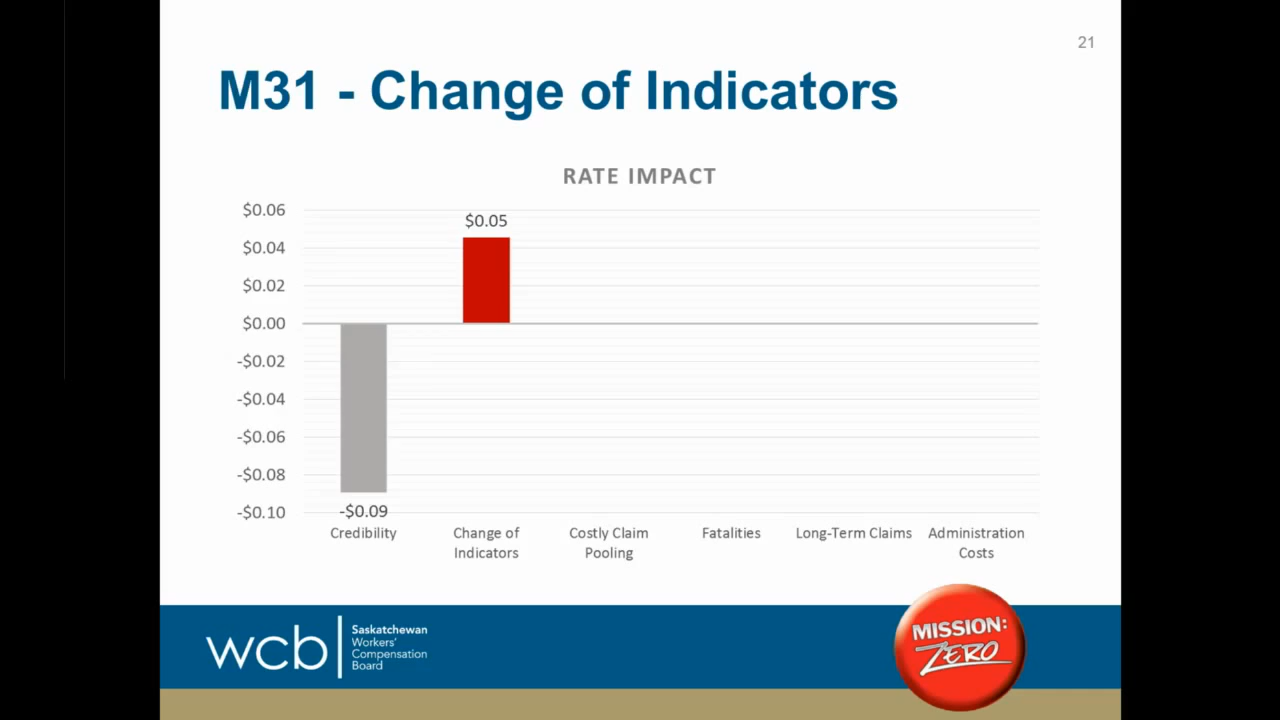 21
M31 - Change of Indicators
RATE IMPACT
$0.06
$0.04
$0.02
$0.00
-$0.02
-$0.04
-$0.06
-$0.08
-$0.10
$0.05
-$0.09
Credibility
Change of
Indicators
Costly Claim
Pooling
Fatalities
Long-Term Claims
Administration
Costs
wcb
Saskatchewan
Workers'
Compensation
Board
MISSION:
ZERO